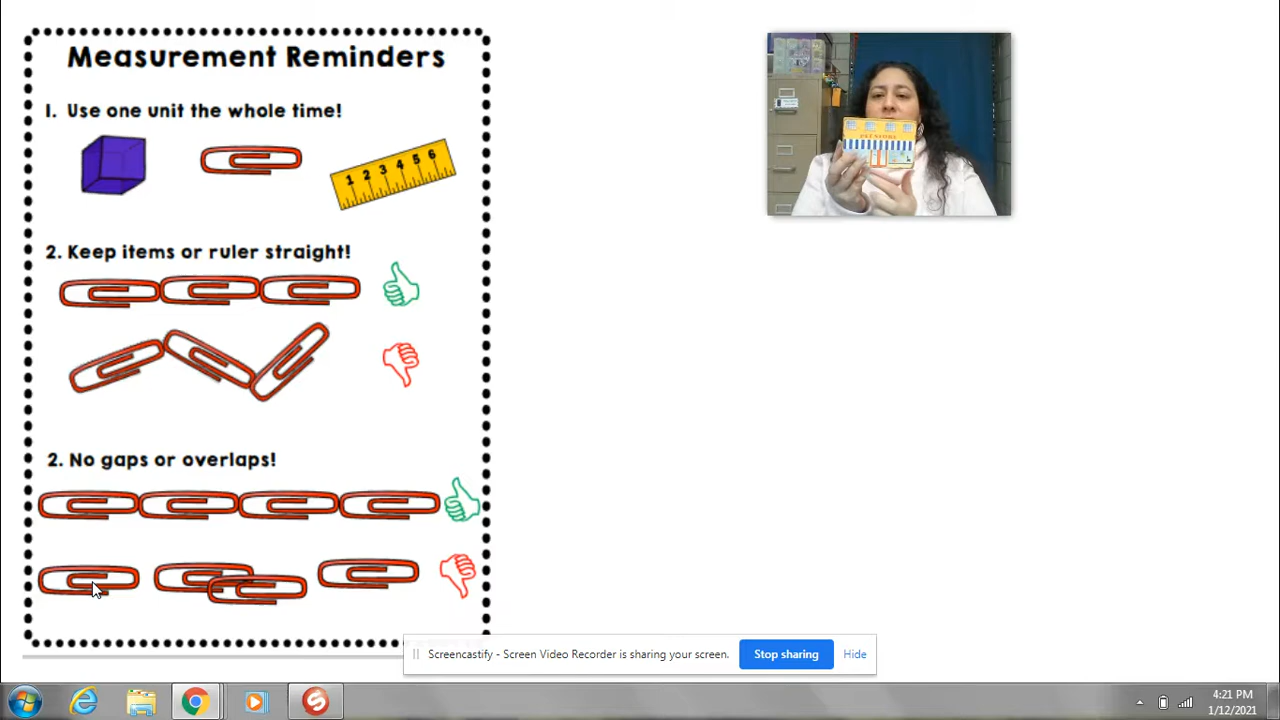 Measurement Reminders
1. Use one unit the whole time!
1 2 3 4 5 6
2. Keep items or ruler straight!
2. No gaps or overlaps!
PET STORE
Screencastify - Screen Video Recorder is sharing your screen.
Stop sharing
Hide
4:21 PM
1/12/2021